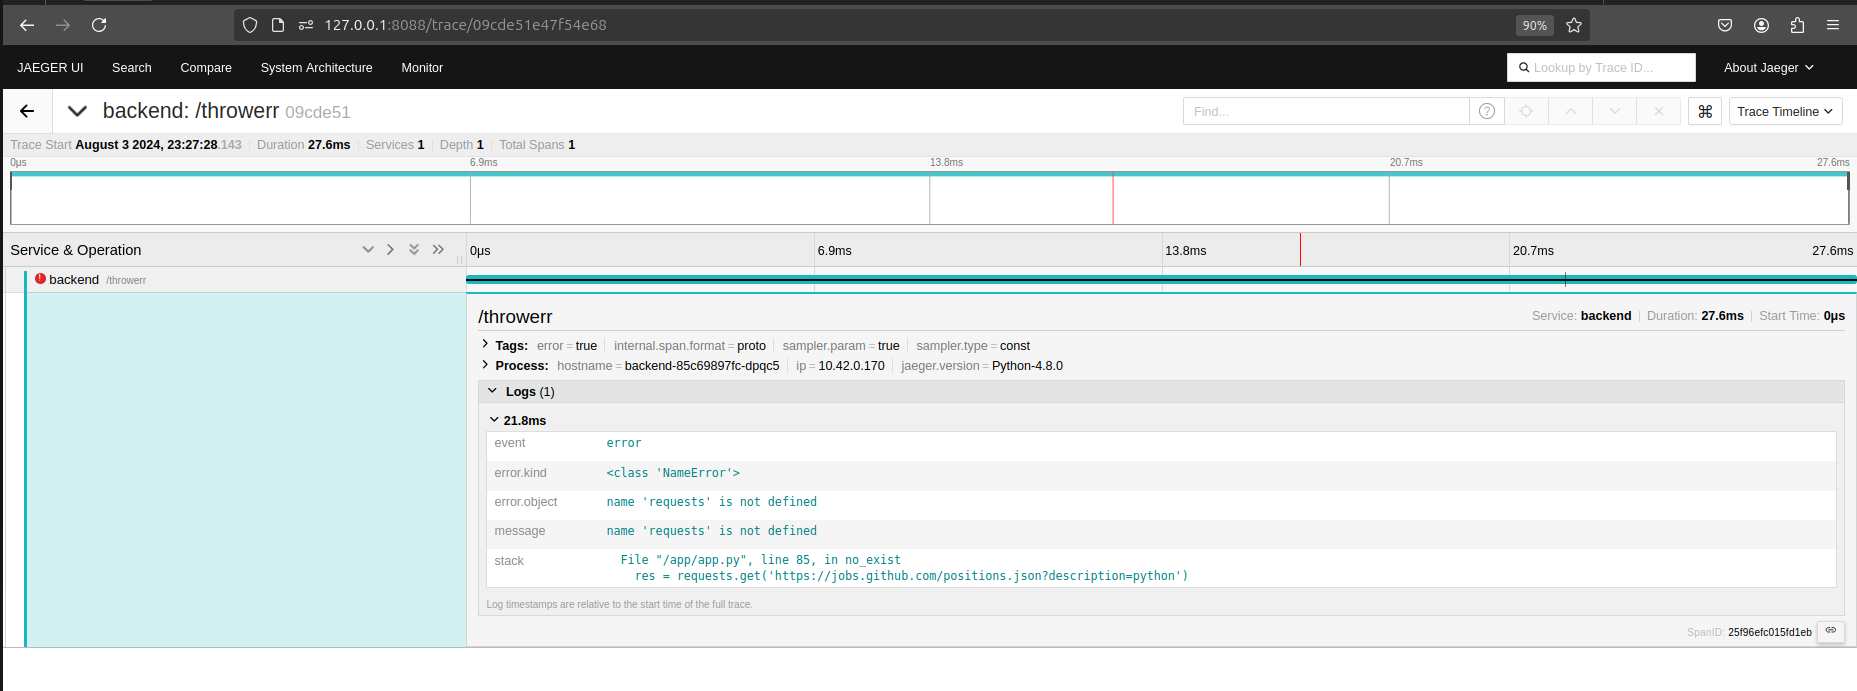 127.0.0.1:8088/trace/09cde51e47f54e68
90%
JAEGER UI Search Compare System Architecture Monitor Lookup by Trace ID... About Jaeger
backend: /throwerr 09cde51 Find... Trace Timeline
Trace Start August 3 2024, 23:27:28.143 Duration 27.6ms Services 1 Depth 1 Total Spans 1
0μs 6.9ms 13.8ms 20.7ms 27.6ms
Service & Operation 0μs 6.9ms 13.8ms 20.7ms 27.6ms
backend /throwerr
/throwerr Service: backend Duration: 27.6ms Start Time: 0μs
Tags: error = true internal.span.format = proto sampler.param = true sampler.type = const
Process: hostname = backend-85c69897fc-dpqc5 ip = 10.42.0.170 jaeger.version = Python-4.8.0
Logs (1)
21.8ms
event error
error.kind <class 'NameError'>
error.object name 'requests' is not defined
message name 'requests' is not defined
stack File "/app/app.py", line 85, in no_exist
res = requests.get('https://jobs.github.com/positions.json?description=python')
Log timestamps are relative to the start time of the full trace.
SpanID: 25f96efc015fd1eb